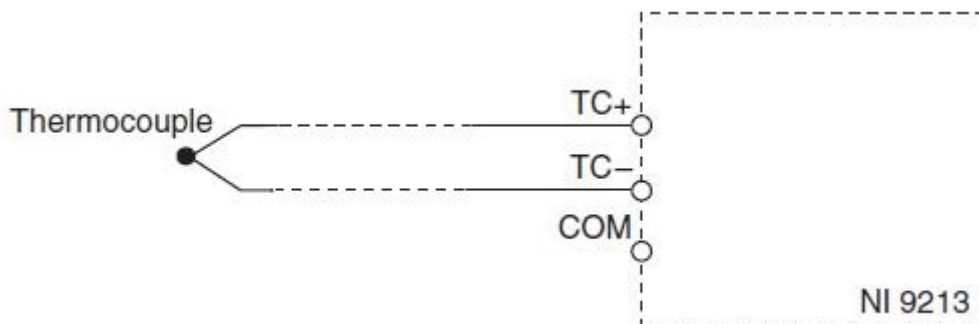 TC+
Thermocouple
TC−
COM
NI 9213